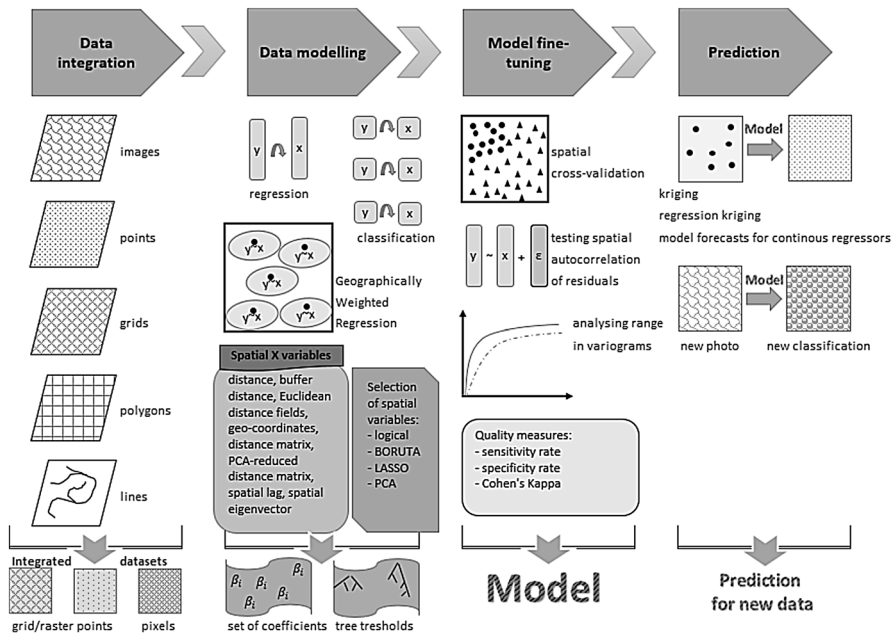 Data
integration
Data modelling
Model fine-
tuning
Prediction
images
points
grids
polygons
lines
Integrated datasets
grid/raster points pixels
y x
regression
y x
y x
y x
classification
y~x
y~x
y~x
y~x
y~x
Geographically
Weighted
Regression
Spatial X variables
distance, buffer
distance, Euclidean
distance fields,
geo-coordinates,
distance matrix,
PCA-reduced
distance matrix,
spatial lag, spatial
eigenvector
Selection
of spatial
variables:
- logical
- BORUTA
- LASSO
- PCA
βi βi βi βi βi
set of coefficients
tree tresholds
spatial
cross-validation
y ~ x + ε
testing spatial
autocorrelation
of residuals
analysing range
in variograms
Quality measures:
- sensitivity rate
- specificity rate
- Cohen's Kappa
Model
Model
kriging
regression kriging
model forecasts for continous regressors
Model
new photo
new classification
Prediction
for new data